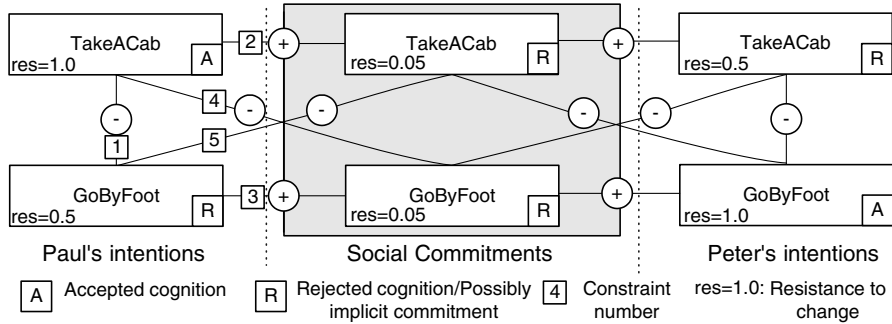 TakeACab
res=1.0
A
2
+
TakeACab
res=0.05
R
+
TakeACab
res=0.5
R
4
-
-
-
-
-
-
5
1
GoByFoot
res=0.5
R
3
+
GoByFoot
res=0.05
R
+
GoByFoot
res=1.0
A
Paul's intentions
Social Commitments
Peter's intentions
A Accepted cognition
R Rejected cognition/Possibly
implicit commitment
4 Constraint
number
res=1.0: Resistance to
change